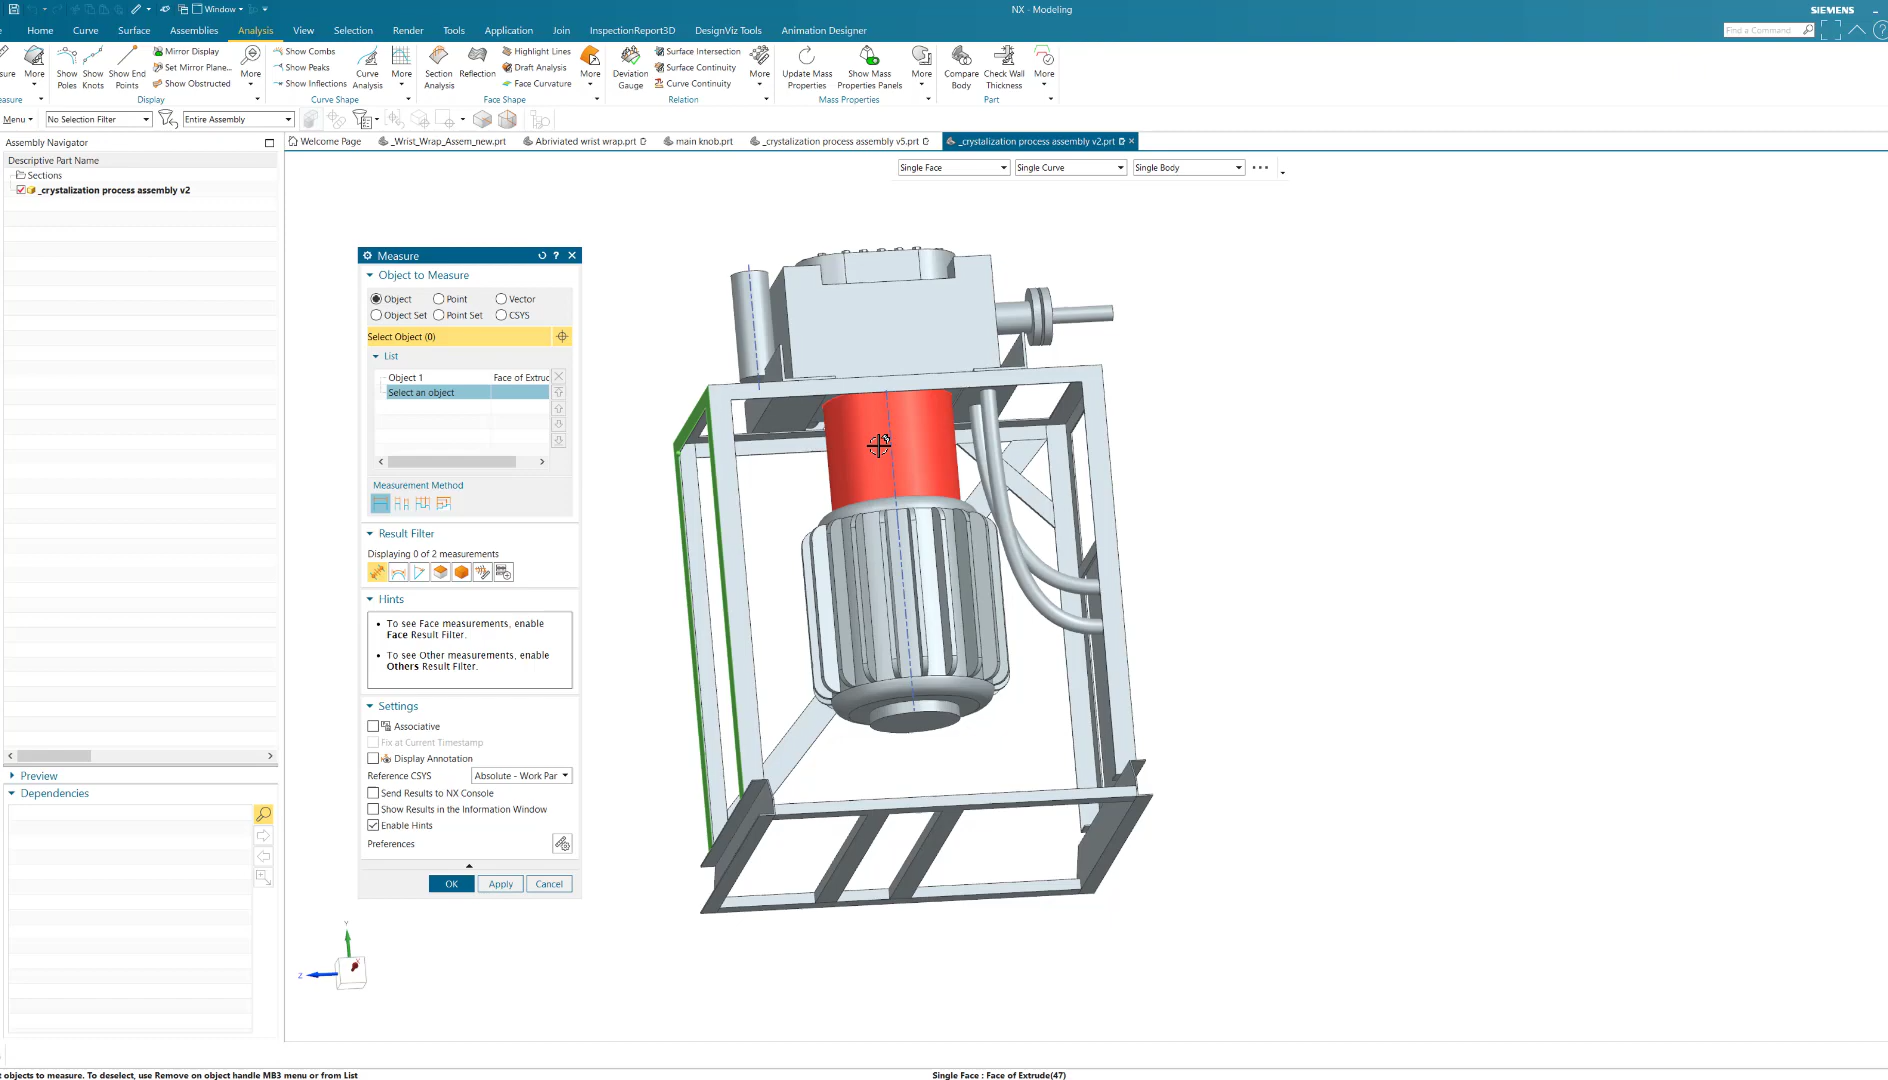 Window
NX - Modeling
SIEMENS
Home
Curve
Surface
Assemblies
Analysis
View
Selection
Render
Tools
Application
Join
InspectionReport3D
DesignViz Tools
Animation Designer
Find a Command
More
Show Poles
Show Knots
Show End Points
Mirror Display
Set Mirror Plane...
Show Obstructed
More
Show Combs
Show Peaks
Show Inflections
Curve Analysis
More
Section Analysis
Reflection
Highlight Lines
Draft Analysis
Face Curvature
More
Deviation Gauge
Surface Intersection
Surface Continuity
Curve Continuity
More
Update Mass Properties
Show Mass Properties Panels
More
Compare Body
Check Wall Thickness
More
easure
Display
Curve Shape
Face Shape
Relation
Mass Properties
Part
Menu
No Selection Filter
Entire Assembly
Assembly Navigator
Welcome Page
_Wrist_Wrap_Assem_new.prt
Abriviated wrist wrap.prt
main knob.prt
_crystalization process assembly v5.prt
_crystalization process assembly v2.prt
Descriptive Part Name
Sections
_crystalization process assembly v2
Single Face
Single Curve
Single Body
Measure
Object to Measure
Object
Point
Vector
Object Set
Point Set
CSYS
Select Object (0)
List
Object 1 Face of Extruc
Select an object
Measurement Method
Result Filter
Displaying 0 of 2 measurements
Hints
• To see Face measurements, enable
Face Result Filter.
• To see Other measurements, enable
Others Result Filter.
Settings
Associative
Fix at Current Timestamp
Display Annotation
Reference CSYS Absolute - Work Par
Send Results to NX Console
Show Results in the Information Window
Enable Hints
Preferences
OK
Apply
Cancel
Preview
Dependencies
Y
Z
X
t objects to measure. To deselect, use Remove on object handle MB3 menu or from List
Single Face : Face of Extrude(47)